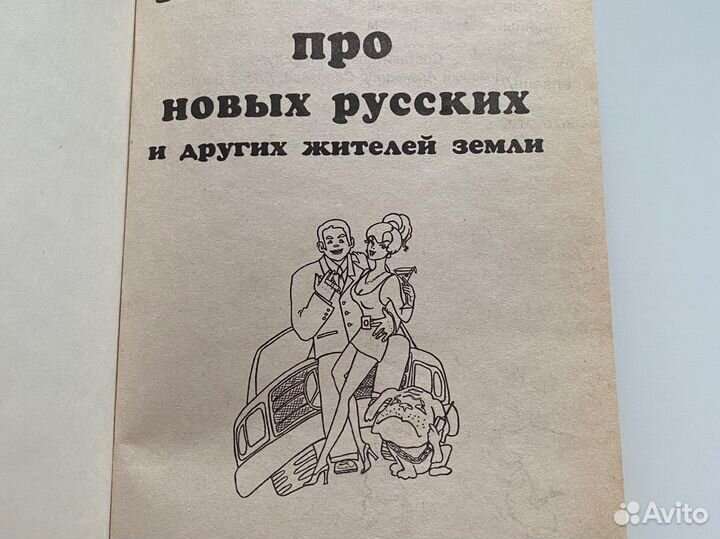 про
новых русских
и других жителей земли
Avito